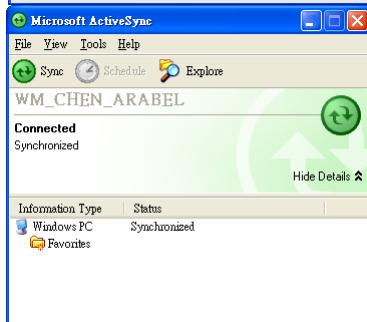 Microsoft ActiveSync
File View Tools Help
Sync Schedule Explore
WM_CHEN_ARABEL
Connected
Synchronized
Hide Details
Information Type Status
Windows PC Synchronized
Favorites